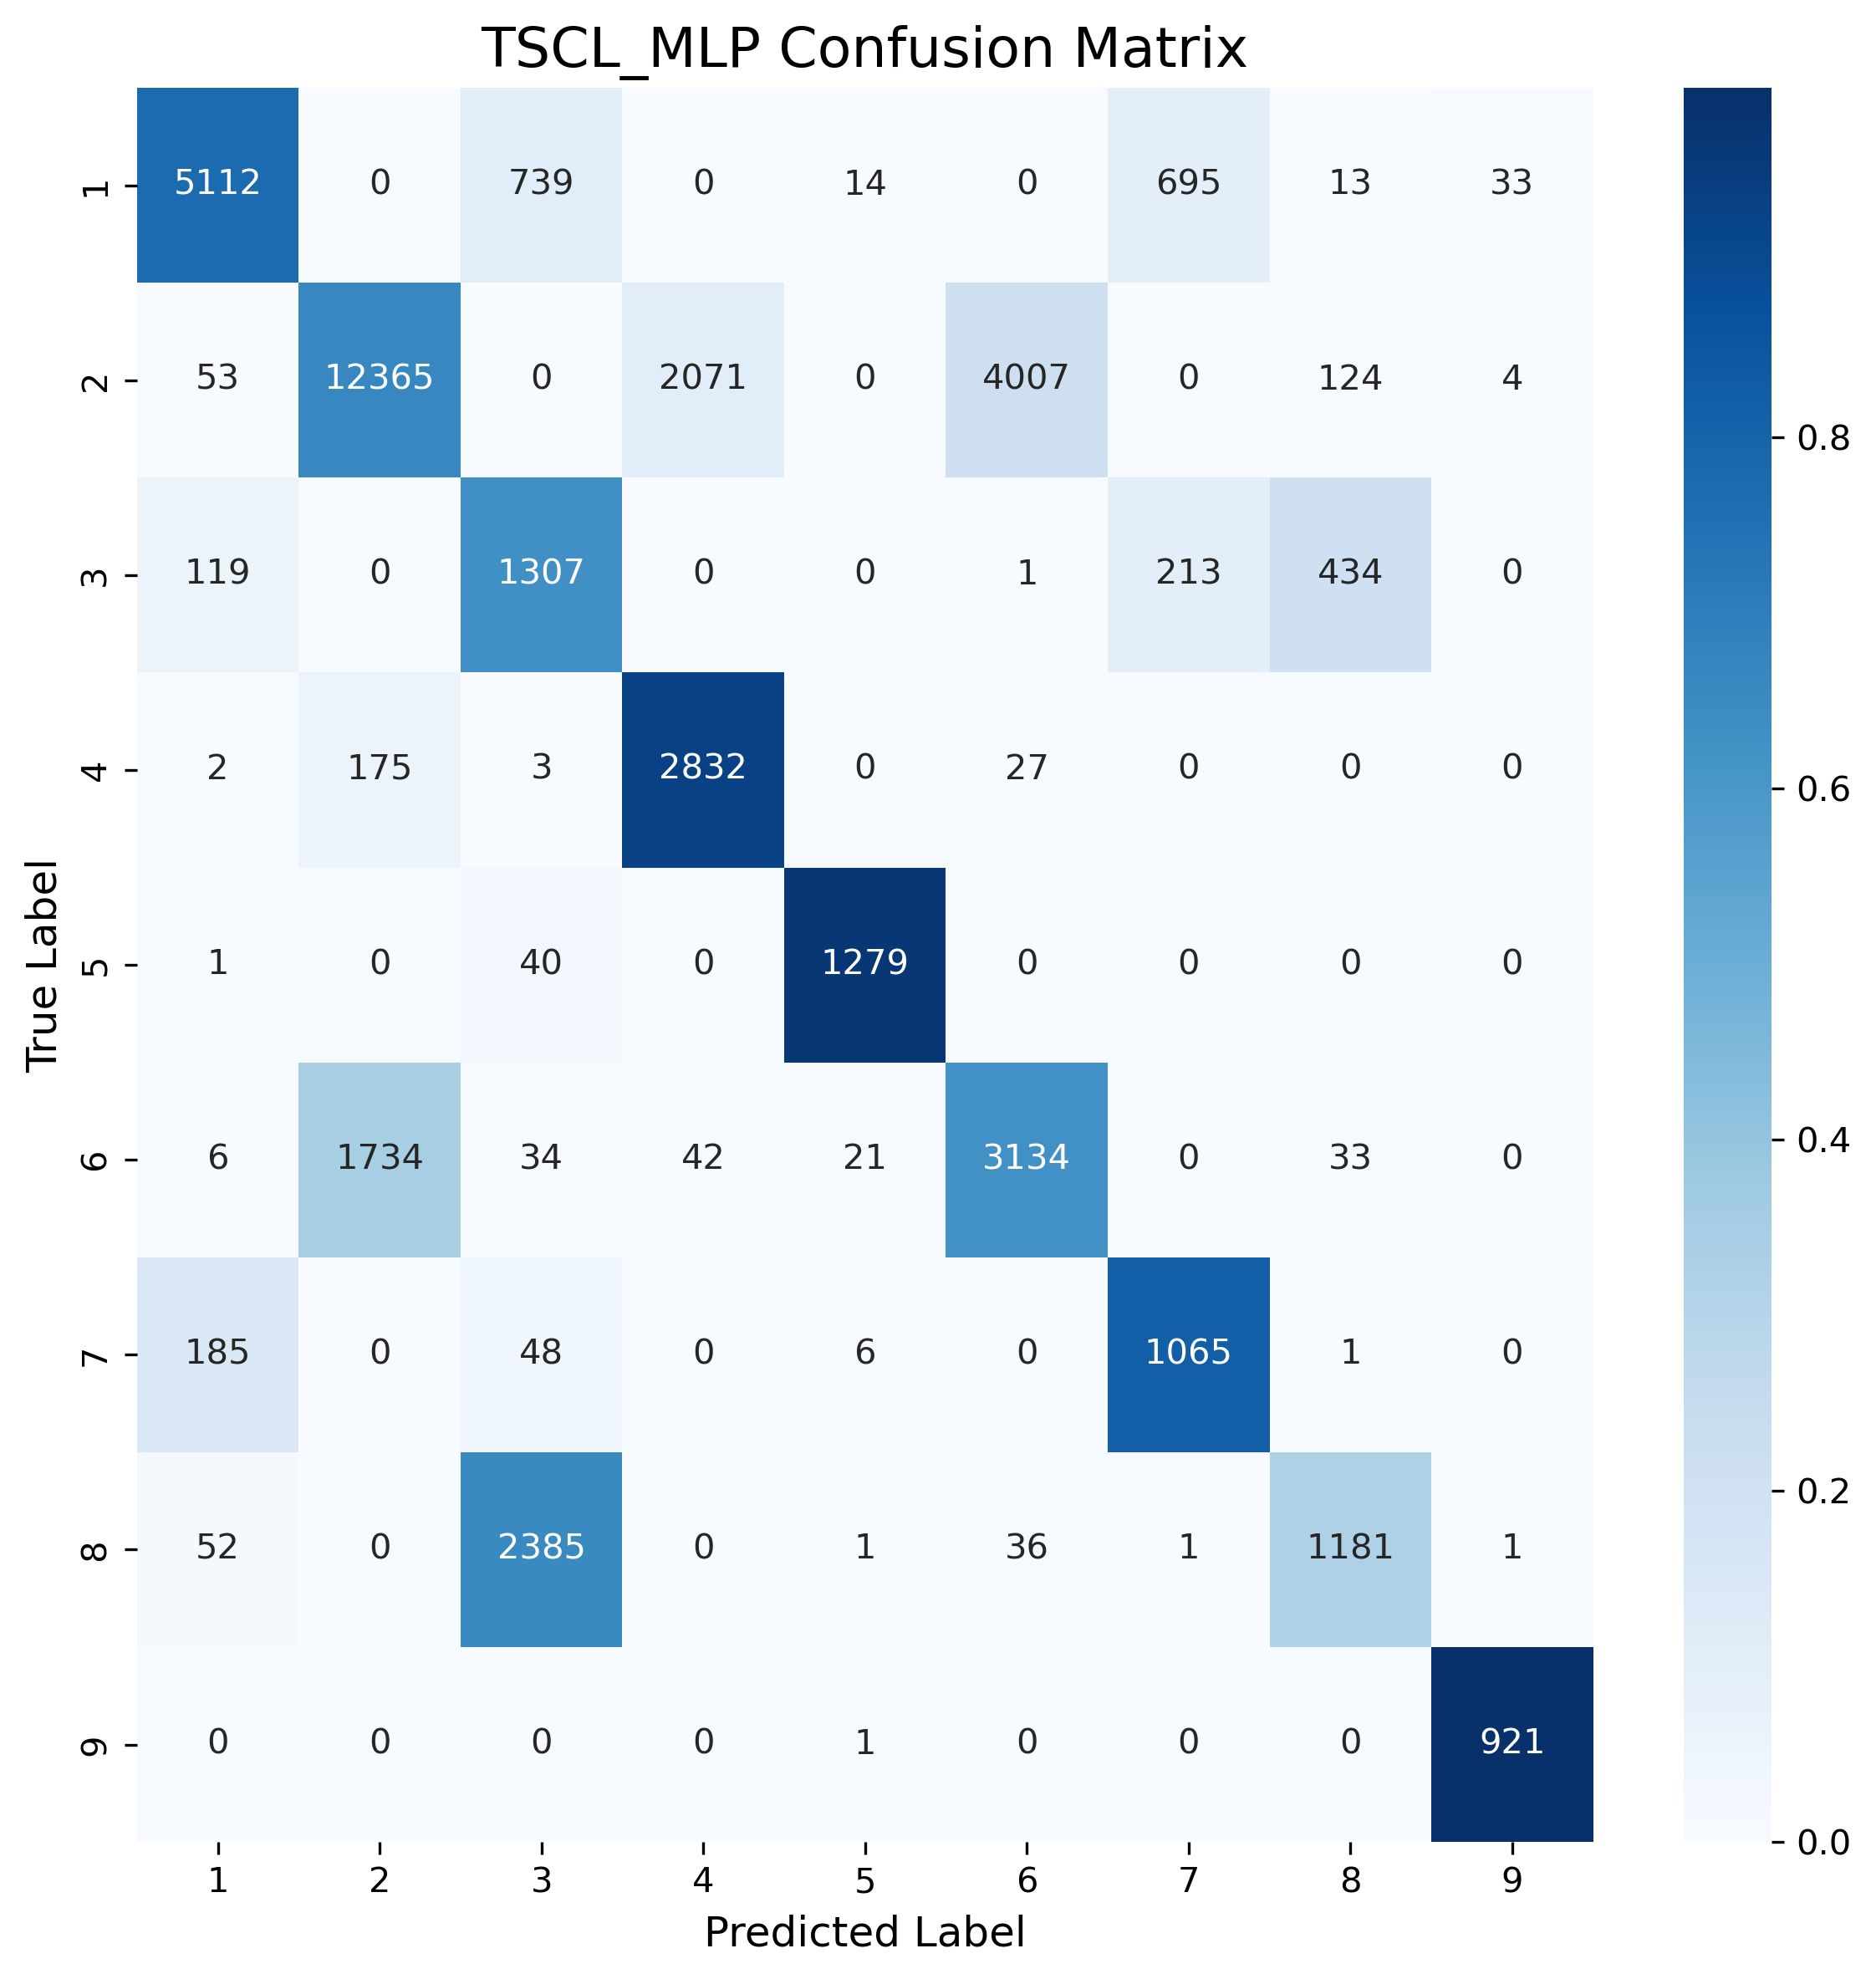 TSCL_MLP Confusion Matrix
1 5112 0 739 0 14 0 695 13 33
2 53 12365 0 2071 0 4007 0 124 4
3 119 0 1307 0 0 1 213 434 0
4 2 175 3 2832 0 27 0 0 0
5 1 0 40 0 1279 0 0 0 0
6 6 1734 34 42 21 3134 0 33 0
7 185 0 48 0 6 0 1065 1 0
8 52 0 2385 0 1 36 1 1181 1
9 0 0 0 0 1 0 0 0 921
1 2 3 4 5 6 7 8 9
Predicted Label
True Label
0.8
0.6
0.4
0.2
0.0